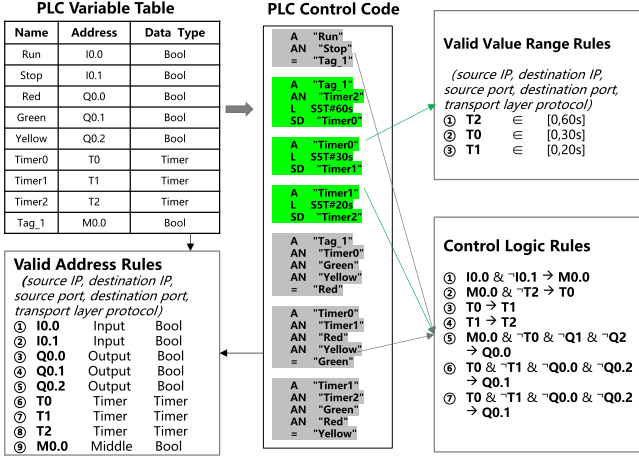 PLC Variable Table
Name Address Data Type
Run I0.0 Bool
Stop I0.1 Bool
Red Q0.0 Bool
Green Q0.1 Bool
Yellow Q0.2 Bool
Timer0 T0 Timer
Timer1 T1 Timer
Timer2 T2 Timer
Tag_1 M0.0 Bool
Valid Address Rules
(source IP, destination IP,
source port, destination port,
transport layer protocol)
① I0.0 Input Bool
② I0.1 Input Bool
③ Q0.0 Output Bool
④ Q0.1 Output Bool
⑤ Q0.2 Output Bool
⑥ T0 Timer Timer
⑦ T1 Timer Timer
⑧ T2 Timer Timer
⑨ M0.0 Middle Bool
PLC Control Code
A "Run"
AN "Stop"
= "Tag_1"
A "Tag_1"
AN "Timer2"
L S5T#60s
SD "Timer0"
A "Timer0"
L S5T#30s
SD "Timer1"
A "Timer1"
L S5T#20s
SD "Timer2"
A "Tag_1"
AN "Timer0"
AN "Green"
AN "Yellow"
= "Red"
A "Timer0"
AN "Timer1"
AN "Red"
AN "Yellow"
= "Green"
A "Timer1"
AN "Timer2"
AN "Green"
AN "Red"
= "Yellow"
Valid Value Range Rules
(source IP, destination IP,
source port, destination port,
transport layer protocol)
① T2 ∈ [0,60s]
② T0 ∈ [0,30s]
③ T1 ∈ [0,20s]
Control Logic Rules
① I0.0 & ¬I0.1 → M0.0
② M0.0 & ¬T2 → T0
③ T0 → T1
④ T1 → T2
⑤ M0.0 & ¬T0 & ¬Q1 & ¬Q2
→ Q0.0
⑥ T0 & ¬T1 & ¬Q0.0 & ¬Q0.2
→ Q0.1
⑦ T0 & ¬T1 & ¬Q0.0 & ¬Q0.2
→ Q0.1